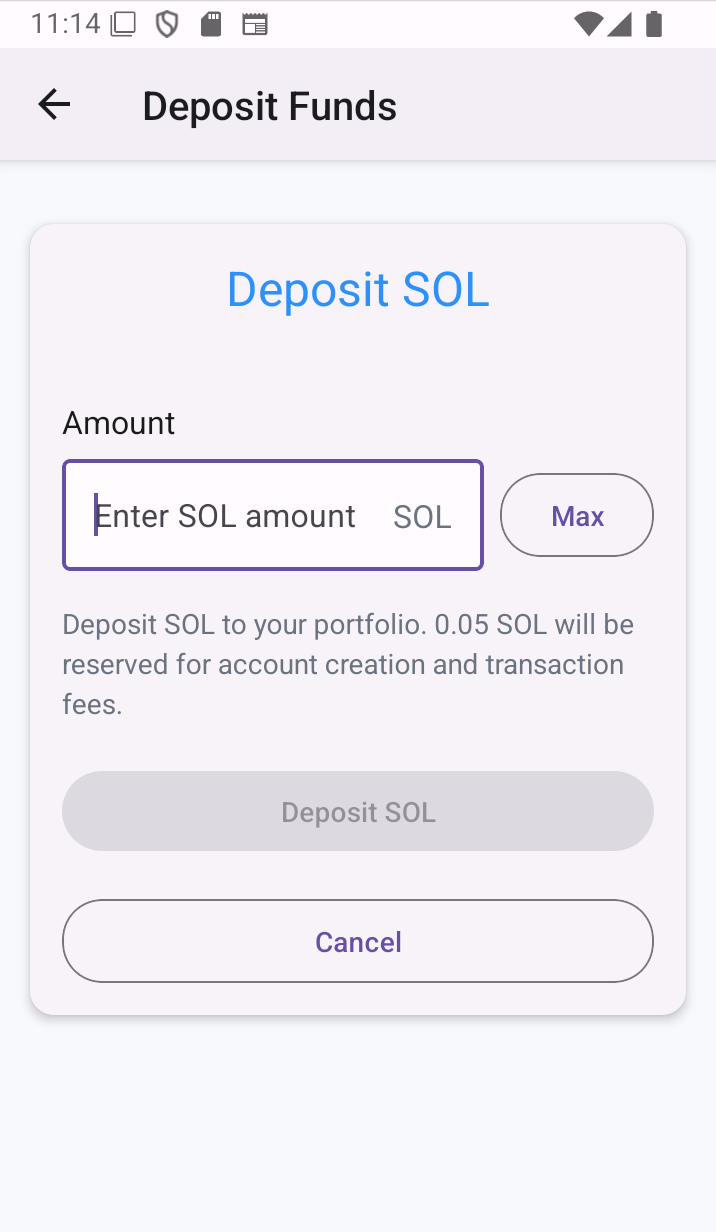 11:14
Deposit Funds
Deposit SOL
Amount
Enter SOL amount SOL
Max
Deposit SOL to your portfolio. 0.05 SOL will be
reserved for account creation and transaction
fees.
Deposit SOL
Cancel